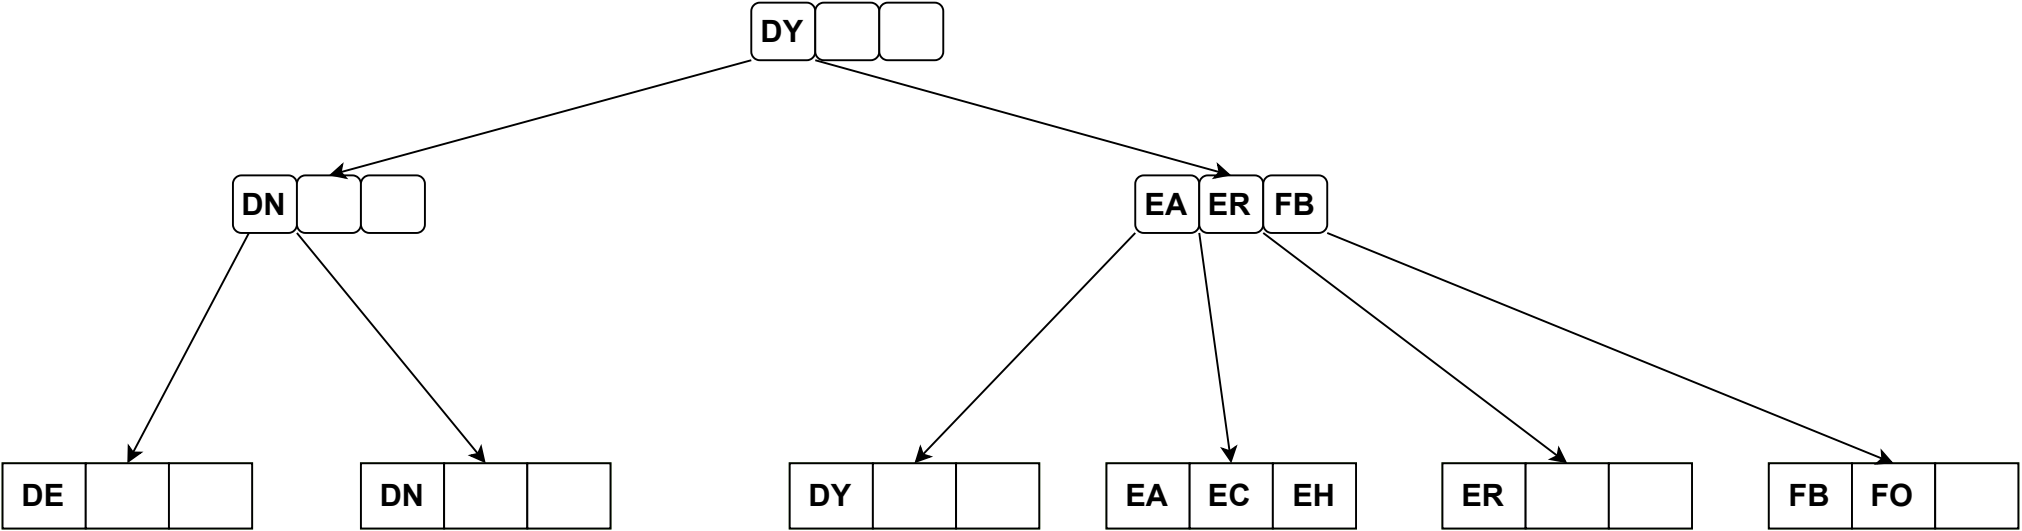 DY
DN EA ER FB
DE DN DY EA EC EH ER FB FO